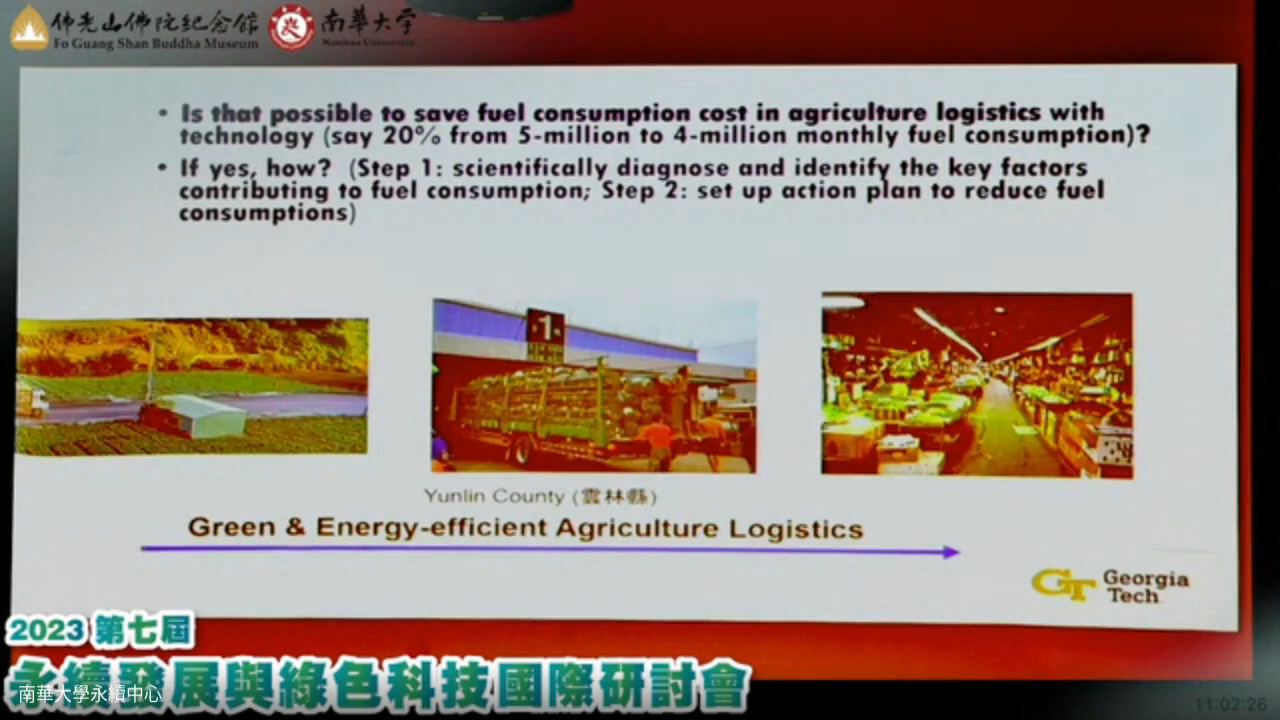 佛光山佛陀紀念館
Fo Guang Shan Buddha Museum
南華大學
Nanhua University
• Is that possible to save fuel consumption cost in agriculture logistics with
technology (say 20% from 5-million to 4-million monthly fuel consumption)?
• If yes, how? (Step 1: scientifically diagnose and identify the key factors
contributing to fuel consumption; Step 2: set up action plan to reduce fuel
consumptions)
1
Yunlin County (雲林縣)
Green & Energy-efficient Agriculture Logistics
GT Georgia
Tech
2023 第七屆
永續發展與綠色科技國際研討會
南華大學永續中心
11:02:26